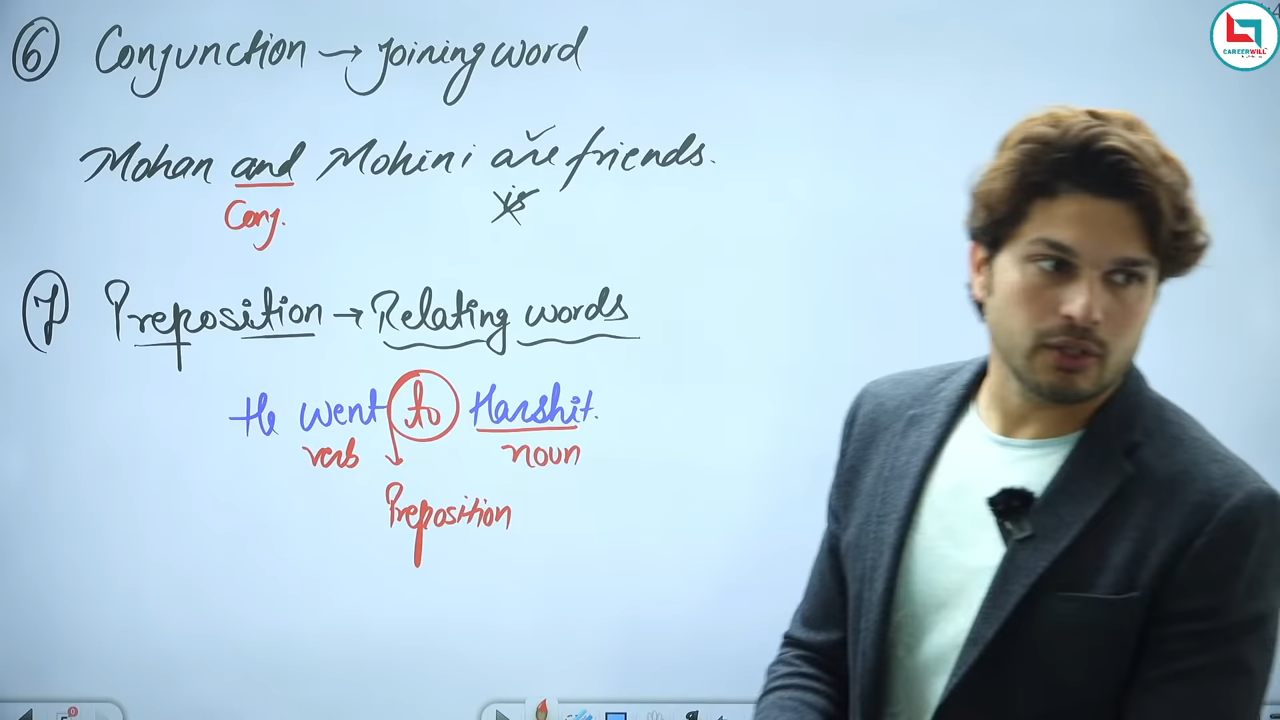 CAREERWILL
⑥ Conjunction → Joining word
Mohan and Mohini are friends.
Conj.
is
⑦ Preposition → Relating words
He went to Harshit.
verb
noun
Preposition